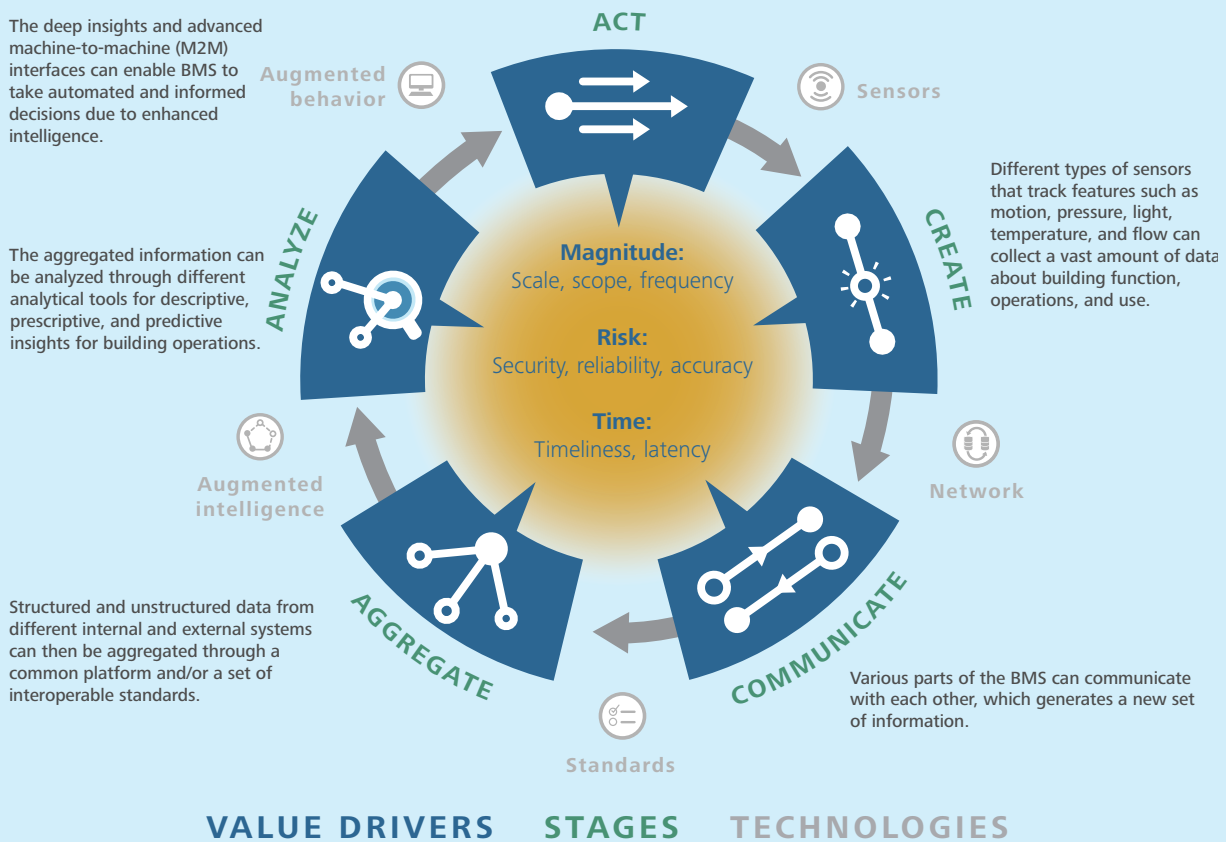 ACT
The deep insights and advanced
machine-to-machine (M2M)
interfaces can enable BMS to
take automated and informed
decisions due to enhanced
intelligence.
Augmented
behavior
Sensors
Different types of sensors
that track features such as
motion, pressure, light,
temperature, and flow can
collect a vast amount of data
about building function,
operations, and use.
CREATE
ANALYZE
The aggregated information can
be analyzed through different
analytical tools for descriptive,
prescriptive, and predictive
insights for building operations.
Magnitude:
Scale, scope, frequency
Risk:
Security, reliability, accuracy
Time:
Timeliness, latency
Augmented
intelligence
Network
Structured and unstructured data from
different internal and external systems
can then be aggregated through a
common platform and/or a set of
interoperable standards.
AGGREGATE
COMMUNICATE
Various parts of the BMS can communicate
with each other, which generates a new set
of information.
Standards
VALUE DRIVERS STAGES TECHNOLOGIES